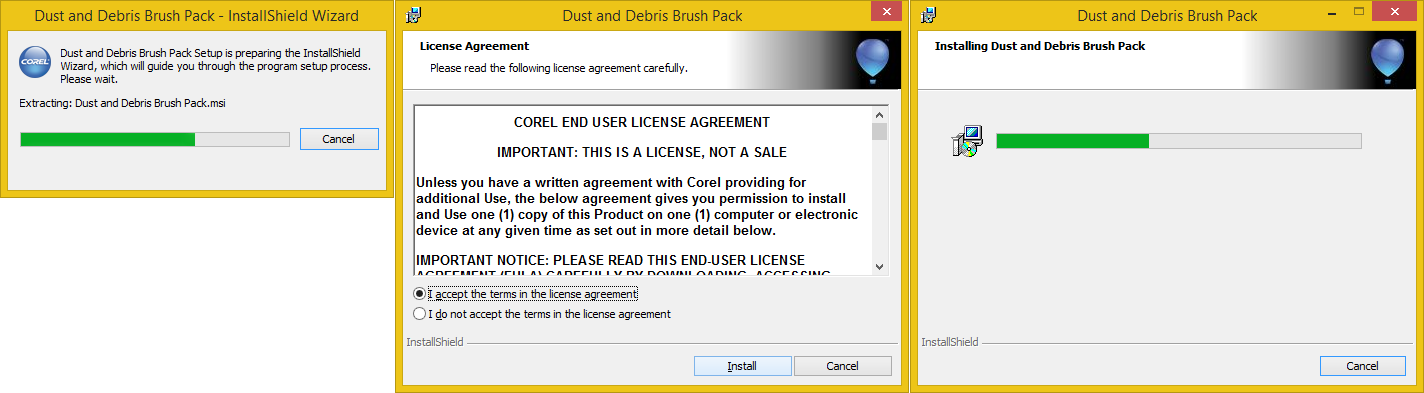 Dust and Debris Brush Pack - InstallShield Wizard
COREL
Dust and Debris Brush Pack Setup is preparing the InstallShield
Wizard, which will guide you through the program setup process.
Please wait.
Extracting: Dust and Debris Brush Pack.msi
Cancel
Dust and Debris Brush Pack
License Agreement
Please read the following license agreement carefully.
COREL END USER LICENSE AGREEMENT
IMPORTANT: THIS IS A LICENSE, NOT A SALE
Unless you have a written agreement with Corel providing for
additional Use, the below agreement gives you permission to install
and Use one (1) copy of this Product on one (1) computer or electronic
device at any given time as set out in more detail below.
IMPORTANT NOTICE: PLEASE READ THIS END-USER LICENSE
AGREEMENT (EULA) CAREFULLY BY DOWNLOADING, ACCESSING
I accept the terms in the license agreement
I do not accept the terms in the license agreement
InstallShield
Install
Cancel
Dust and Debris Brush Pack
Installing Dust and Debris Brush Pack
InstallShield
Cancel